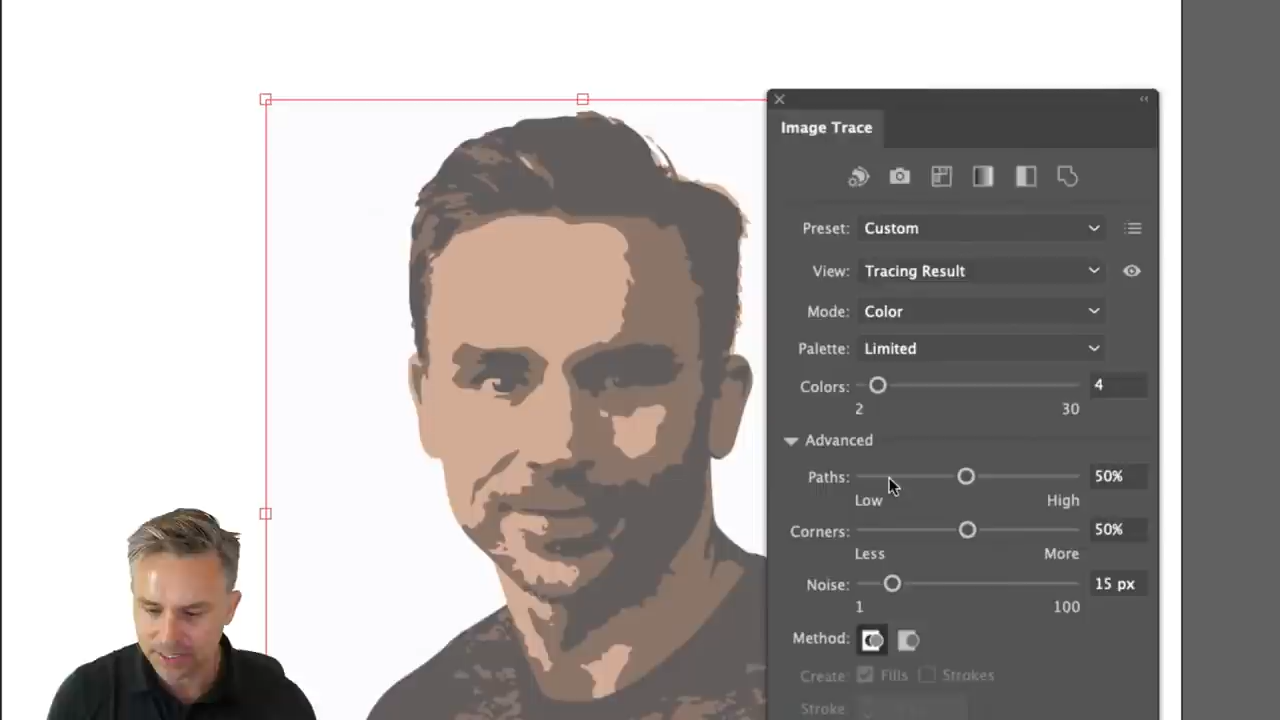 Image Trace
Preset: Custom
View: Tracing Result
Mode: Color
Palette: Limited
Colors: 4
2 30
Advanced
Paths: 50%
Low High
Corners: 50%
Less More
Noise: 15 px
1 100
Method:
Create: Fills Strokes
Stroke: